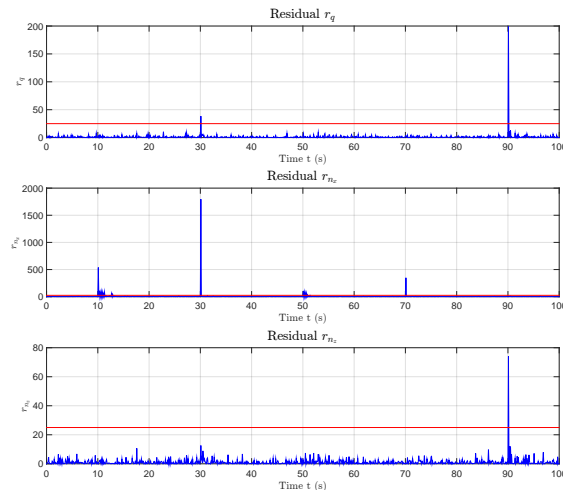 Residual r_q
200
150
100
50
0
r_q
0 10 20 30 40 50 60 70 80 90 100
Time t (s)
Residual r_{n_x}
2000
1500
1000
500
0
r_{n_x}
0 10 20 30 40 50 60 70 80 90 100
Time t (s)
Residual r_{n_z}
80
60
40
20
0
r_{n_z}
0 10 20 30 40 50 60 70 80 90 100
Time t (s)